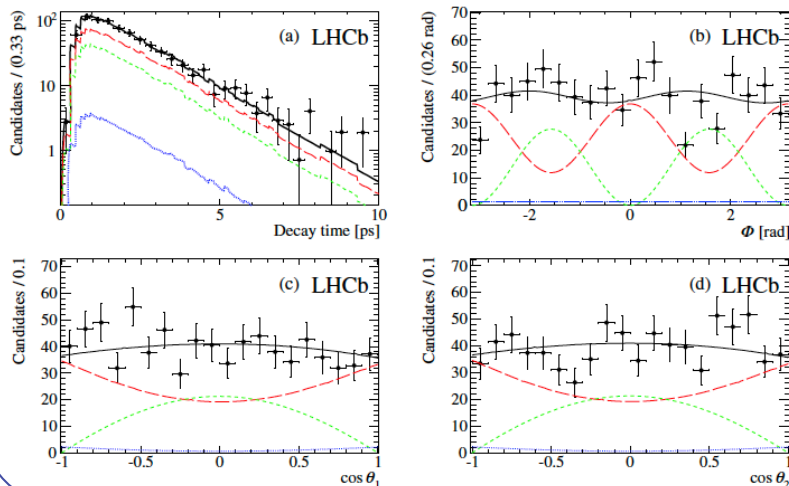 (a) LHCb
Candidates / (0.33 ps)
10²
10
1
0 5 10
Decay time [ps]
(b) LHCb
Candidates / (0.26 rad)
70
60
50
40
30
20
10
0
-2 0 2
Φ [rad]
(c) LHCb
Candidates / 0.1
70
60
50
40
30
20
10
0
-1 -0.5 0 0.5 1
cos θ₁
(d) LHCb
Candidates / 0.1
70
60
50
40
30
20
10
0
-1 -0.5 0 0.5 1
cos θ₂